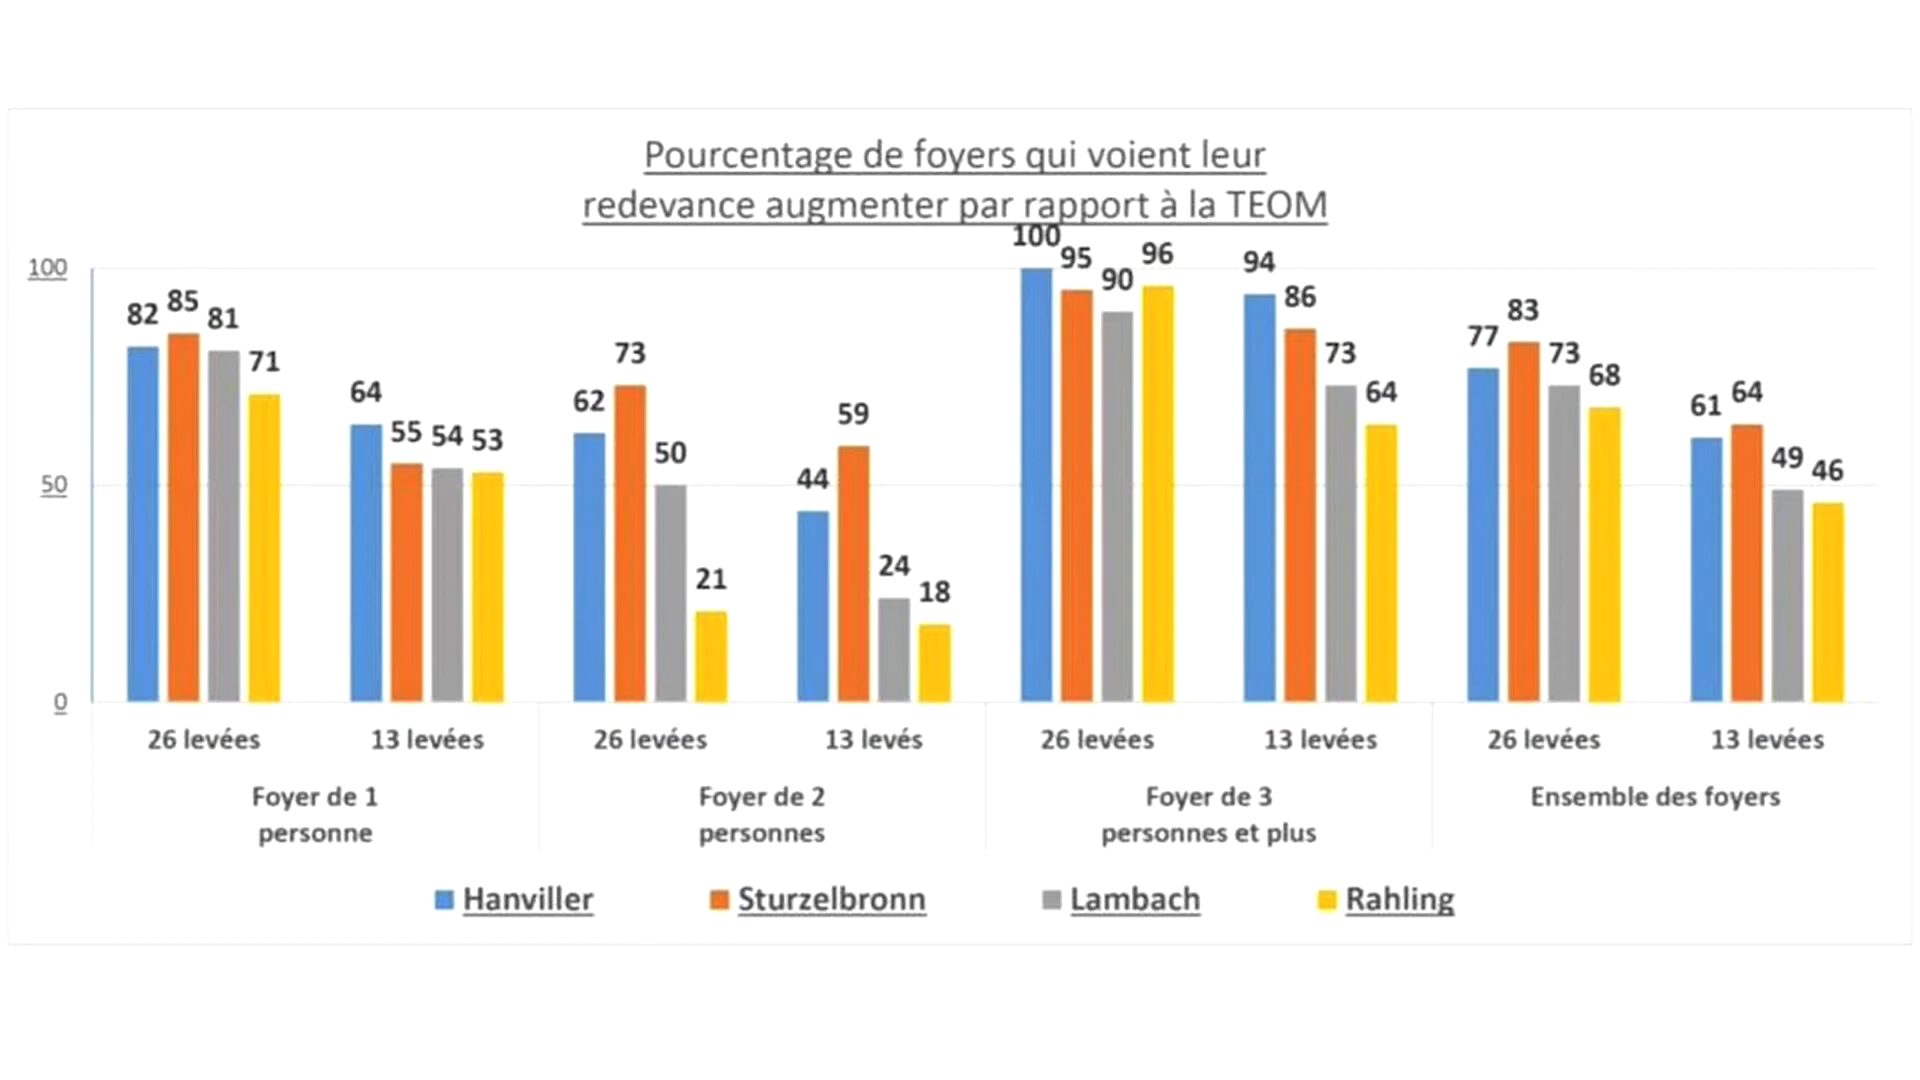 Pourcentage de foyers qui voient leur
redevance augmenter par rapport à la TEOM
100
50
0
82 85 81 71
64 55 54 53
62 73 50 21
44 59 24 18
100 95 90 96
94 86 73 64
77 83 73 68
61 64 49 46
26 levées 13 levées 26 levées 13 levés 26 levées 13 levées 26 levées 13 levées
Foyer de 1
personne
Foyer de 2
personnes
Foyer de 3
personnes et plus
Ensemble des foyers
Hanviller Sturzelbronn Lambach Rahling